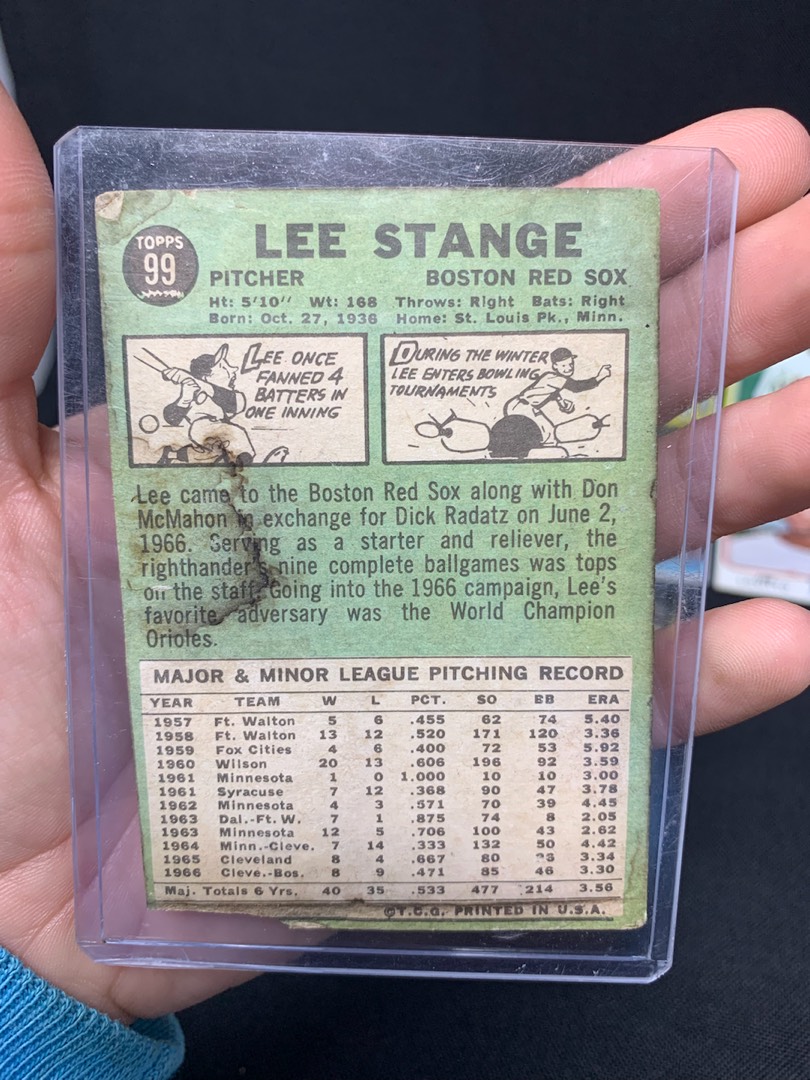 TOPPS
99
LEE STANGE
PITCHER BOSTON RED SOX
Ht: 5'10" Wt: 168 Throws: Right Bats: Right
Born: Oct. 27, 1936 Home: St. Louis Pk., Minn.
LEE ONCE
FANNED 4
BATTERS IN
ONE INNING
DURING THE WINTER
LEE ENTERS BOWLING
TOURNAMENTS
Lee came to the Boston Red Sox along with Don
McMahon in exchange for Dick Radatz on June 2,
1966. Serving as a starter and reliever, the
righthander's nine complete ballgames was tops
on the staff. Going into the 1966 campaign, Lee's
favorite adversary was the World Champion
Orioles.
MAJOR & MINOR LEAGUE PITCHING RECORD
YEAR TEAM W L PCT. SO BB ERA
1957 Ft. Walton 5 6 .455 62 74 5.40
1958 Ft. Walton 13 12 .520 171 120 3.36
1959 Fox Cities 4 6 .400 72 53 5.92
1960 Wilson 20 13 .606 196 92 3.59
1961 Minnesota 1 0 1.000 10 10 3.00
1961 Syracuse 7 12 .368 90 47 3.78
1962 Minnesota 4 3 .571 70 39 4.45
1963 Dal.-Ft. W. 7 1 .875 74 8 2.05
1963 Minnesota 12 5 .706 100 43 2.62
1964 Minn.-Cleve. 7 14 .333 132 50 4.42
1965 Cleveland 8 4 .667 80 3.34
1966 Cleve.-Bos. 8 9 .471 85 46 3.30
Maj. Totals 6 Yrs. 40 35 .533 477 214 3.56
©T.C.G. PRINTED IN U.S.A.